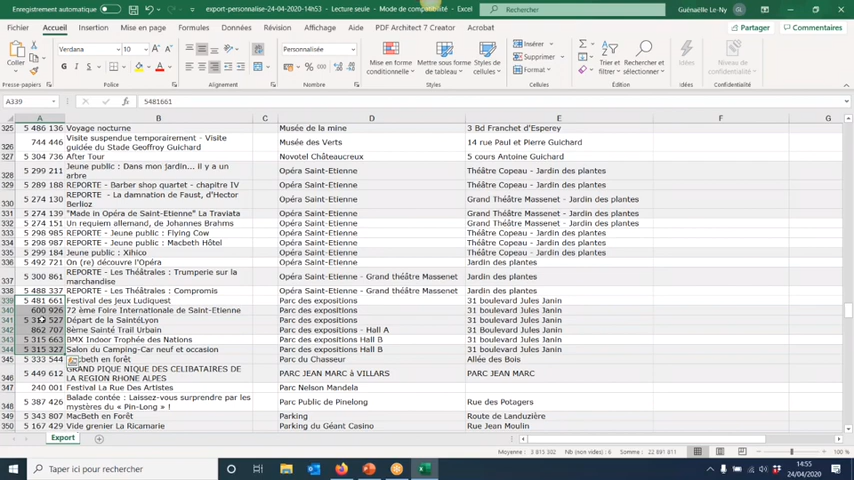 Enregistrement automatique
export-personnalise-24-04-2020-14h53 - Lecture seule - Mode de compatibilité - Excel
Rechercher
Guénaëlle Le-Ny
GL
Fichier Accueil Insertion Mise en page Formules Données Révision Affichage Aide PDF Architect 7 Creator Acrobat
Partager
Commentaires
Coller
Verdana
10
Standard
Mise en forme conditionnelle
Mettre sous forme de tableau
Styles de cellules
Insérer
Supprimer
Format
Trier et filtrer
Rechercher et sélectionner
Idées
Niveau de confidentialité
Presse-papiers
Police
Alignement
Nombre
Styles
Cellules
Édition
Idées
Confidentialité
A339
5481661
A B C D E F G
325 5 486 136 Voyage nocturne Musée de la mine 3 Bd Franchet d'Esperey
326 744 446 Visite suspendue temporairement - Visite guidée du Stade Geoffroy Guichard Musée des Verts 14 rue Paul et Pierre Guichard
327 5 304 736 After Tour Novotel Châteaucreux 5 cours Antoine Guichard
328 5 299 211 Jeune public : Dans mon jardin... il y a un arbre Opéra Saint-Etienne Théâtre Copeau - Jardin des plantes
329 5 289 188 REPORTE - Barber shop quartet - chapitre IV Opéra Saint-Etienne Théâtre Copeau - Jardin des plantes
330 5 274 130 REPORTE - La damnation de Faust, d'Hector Berlioz Opéra Saint-Etienne Grand Théâtre Massenet - Jardin des plantes
331 5 274 139 "Made in Opéra de Saint-Etienne" La Traviata Opéra Saint-Etienne Grand Théâtre Massenet - Jardin des plantes
332 5 274 151 Un requiem allemand, de Johannes Brahms Opéra Saint-Etienne Grand Théâtre Massenet - Jardin des plantes
333 5 298 985 REPORTE - Jeune public : Flying Cow Opéra Saint-Etienne Théâtre Copeau - Jardin des plantes
334 5 298 987 REPORTE - Jeune public : Macbeth Hôtel Opéra Saint-Etienne Théâtre Copeau - Jardin des plantes
335 5 299 184 Jeune public : Xihico Opéra Saint-Etienne Théâtre Copeau - Jardin des plantes
336 5 492 471 On (re) découvre l'Opéra Opéra Saint-Etienne Jardin des plantes
337 5 300 861 REPORTE - Les Théâtrales : Trumperie sur la marchandise Opéra Saint-Etienne - Grand théâtre Massenet Jardin des plantes
338 5 488 337 REPORTE - Les Théâtrales : Compromis Opéra Saint-Etienne - Grand théâtre Massenet Jardin des plantes
339 5 481 661 Festival des jeux Ludiquest Parc des expositions 31 boulevard Jules Janin
340 600 926 72 ème Foire Internationale de Saint-Etienne Parc des expositions 31 boulevard Jules Janin
341 527 Départ de la SaintéLyon Parc des expositions 31 boulevard Jules Janin
342 862 707 8ème Sainté Trail Urbain Parc des expositions - Hall A 31 boulevard Jules Janin
343 5 315 663 BMX Indoor Trophée des Nations Parc des expositions Hall B 31 boulevard Jules Janin
344 5 315 327 Salon du Camping-Car neuf et occasion Parc des expositions Hall B 31 boulevard Jules Janin
345 5 333 544 acbeth en forêt Parc du Chasseur Allée des Bois
346 5 449 612 GRAND PIQUE NIQUE DES CELIBATAIRES DE LA REGION RHONE ALPES PARC JEAN MARC à VILLARS PARC JEAN MARC
347 240 001 Festival La Rue Des Artistes Parc Nelson Mandela
348 5 387 426 Balade contée : Laissez-vous surprendre par les mystères du « Pin-Long » ! Parc Public de Pinelong Rue des Potagers
349 5 343 807 MacBeth en Forêt Parking Route de Landuzière
350 5 167 429 Vide grenier La Ricamarie Parking du Géant Casino Rue Jean Moulin
Export
Moyenne : 3 815 302 Nb (non vides) : 6 Somme : 22 891 811
100 %
Taper ici pour rechercher
14:55
24/04/2020